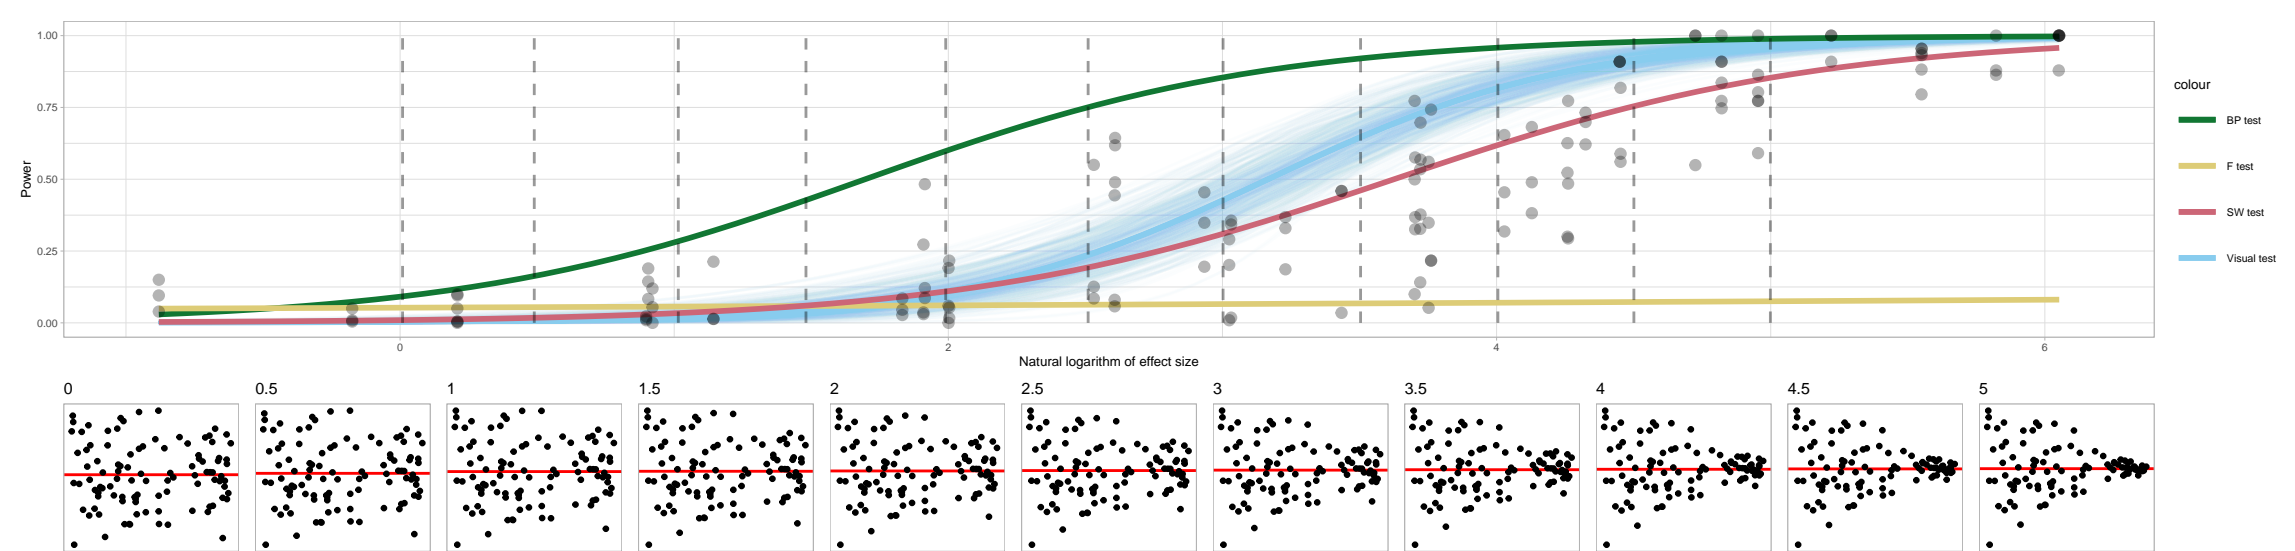 1.00
0.75
0.50
0.25
0.00
Power
0 2 4 6
Natural logarithm of effect size
colour
BP test
F test
SW test
Visual test
0 0.5 1 1.5 2 2.5 3 3.5 4 4.5 5